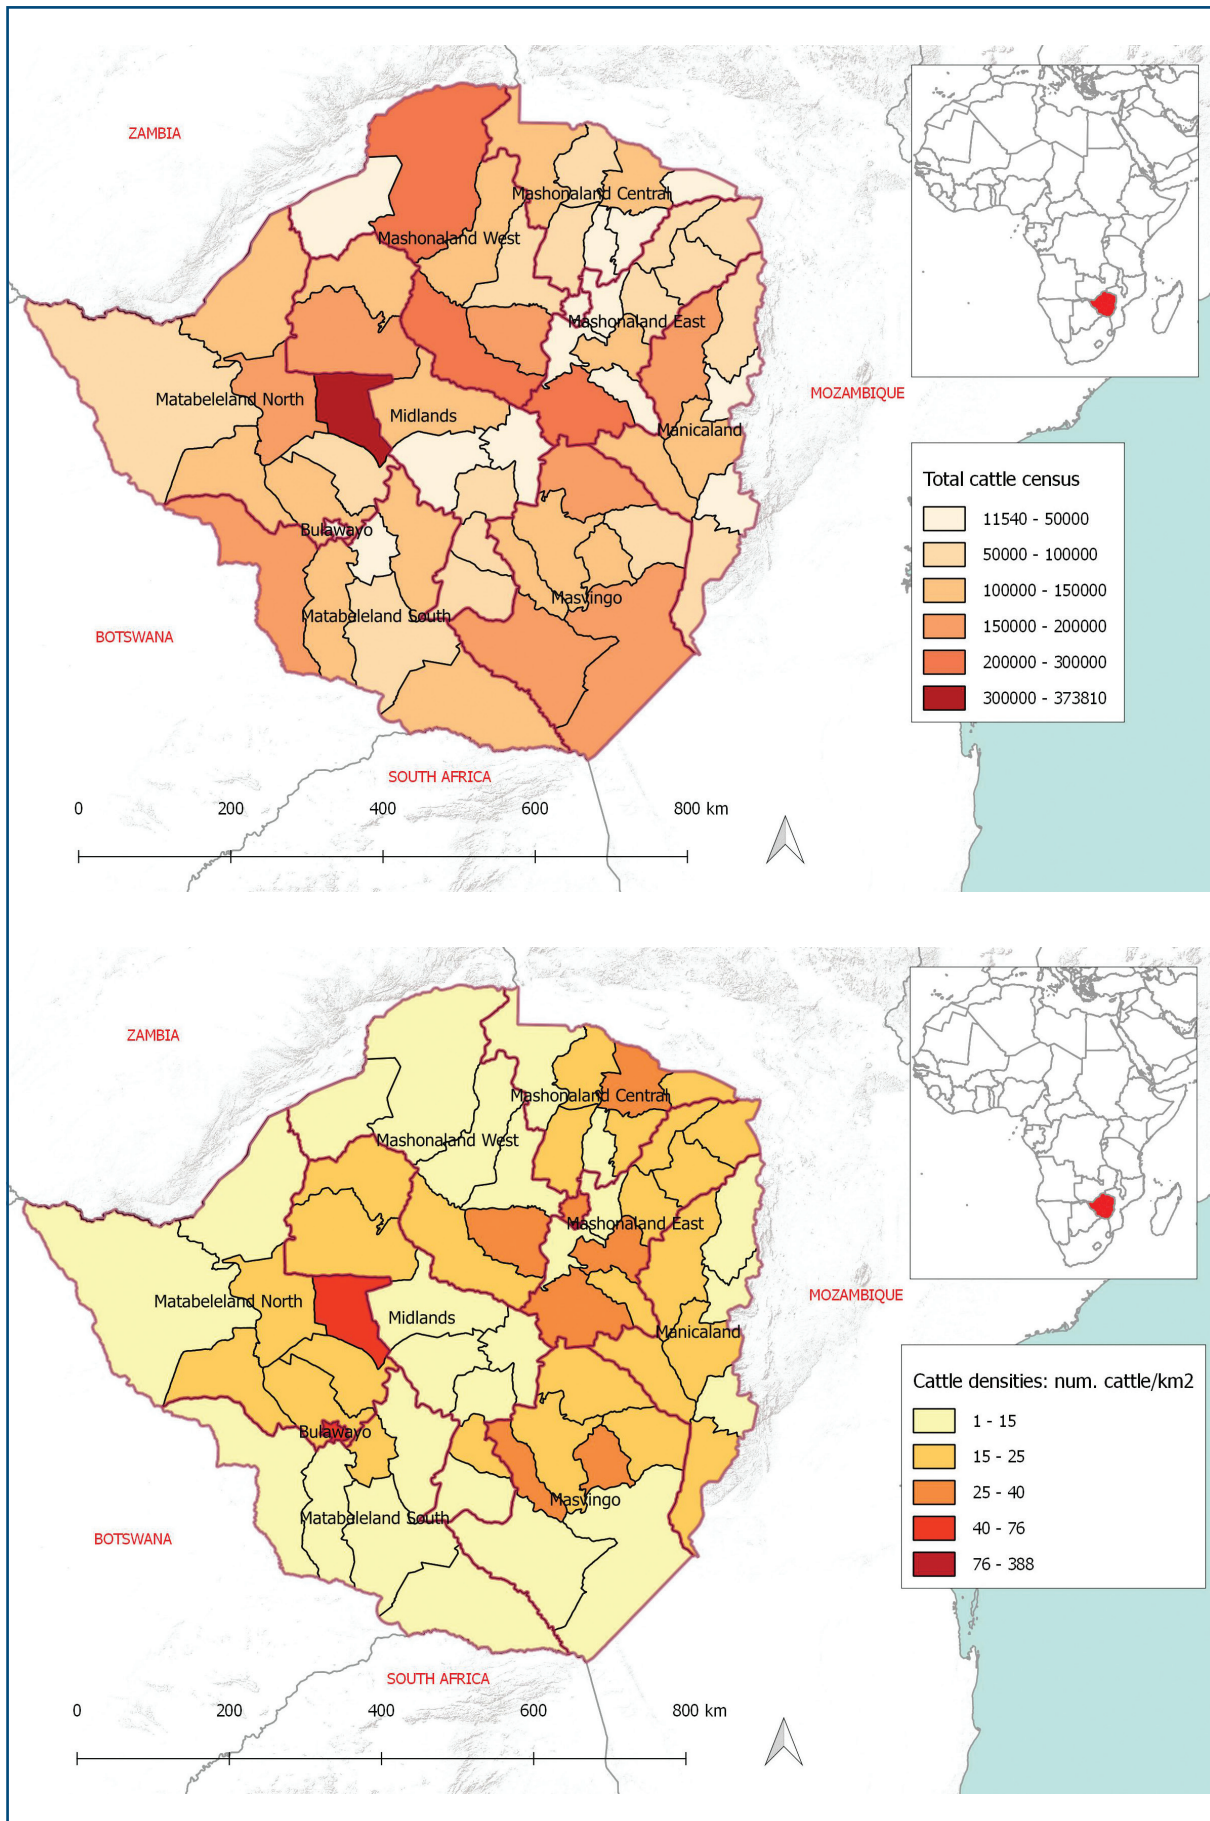 ZAMBIA
Mashonaland Central
Mashonaland West
Mashonaland East
Matabeleland North
MOZAMBIQUE
Midlands
Manicaland
Total cattle census
11540 - 50000
50000 - 100000
100000 - 150000
150000 - 200000
200000 - 300000
300000 - 373810
Bulawayo
Masvingo
Matabeleland South
BOTSWANA
SOUTH AFRICA
0 200 400 600 800 km
ZAMBIA
Mashonaland Central
Mashonaland West
Mashonaland East
Matabeleland North
MOZAMBIQUE
Midlands
Manicaland
Cattle densities: num. cattle/km2
1 - 15
15 - 25
25 - 40
40 - 76
76 - 388
Bulawayo
Masvingo
Matabeleland South
BOTSWANA
SOUTH AFRICA
0 200 400 600 800 km